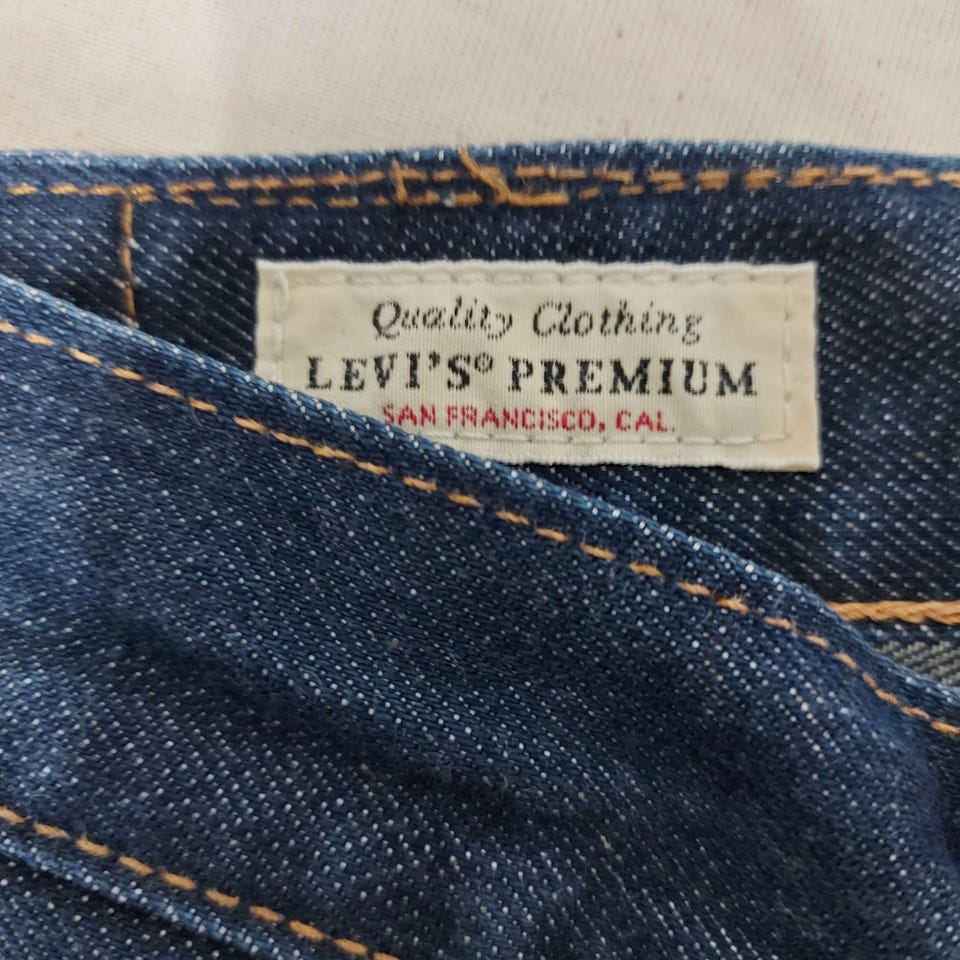 Quality Clothing
LEVI'S® PREMIUM
SAN FRANCISCO, CAL.